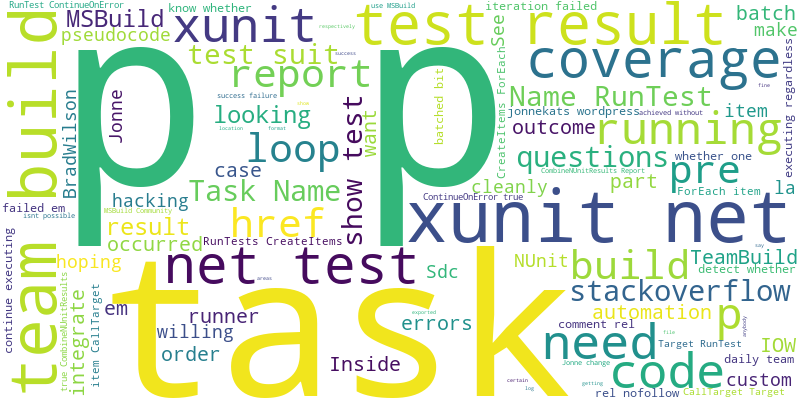 RunTest ContinueOnError
know whether
use MSBuild
iteration failed
MSBuild
xunit
respectively
test result
batch
pseudocode
success
make
build
p p
test suit
report
See
coverage
BradWilson
Jonne
success failure
looking
want
batched bit
CreateItems ForEach
Name RunTest
item
jonnekats wordpress
achieved without
fine
outcome
running
executing regardless
location
format
loop
show test
questions
whether one
case
CombineNUnitResults Report
pre
Task Name
show
cleanly
part
ForEach item
la
hacking
ContinueOnError true
failed em
MSBuild Community
isnt possible
result
href
xunit net
occurred
RunTests CreateItems
say
continue executing
team
hoping
net test
areas
Sdc
NUnit
build
TeamBuild
detect whether
true CombineNUnitResults
integrate
item CallTarget
em
task
stackoverflow
exported
runner
automation
p
anybody
willing
errors
comment rel
file
Target RunTest
order
need
IOW
Inside
Jonne change
daily team
code
custom
certain
log
getting
rel nofollow
CallTarget Target